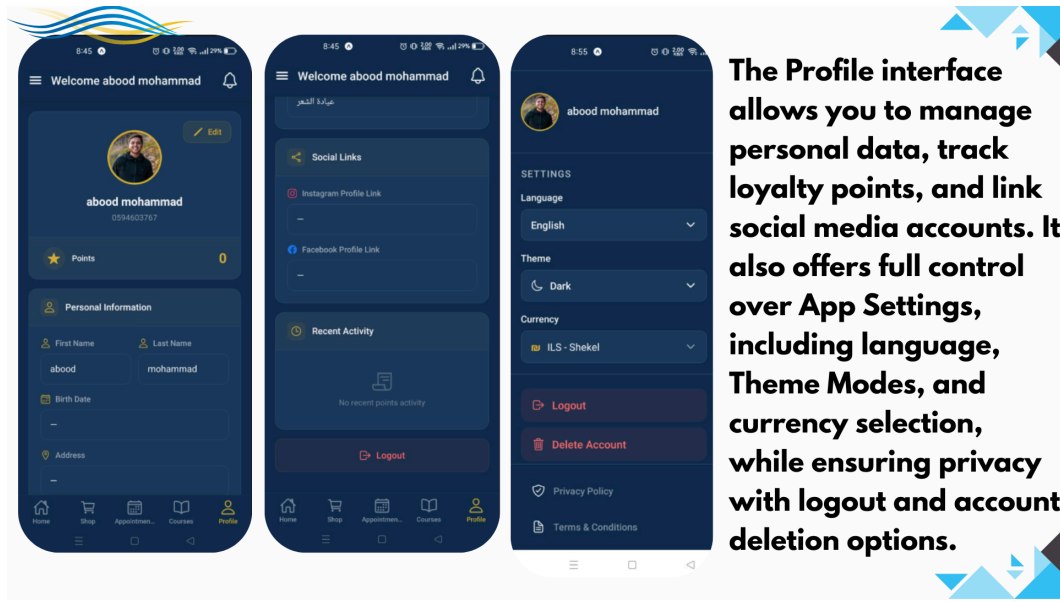 8:45
29%
Welcome abood mohammad
Edit
abood mohammad
0594603767
Points
0
Personal Information
First Name
Last Name
abood
mohammad
Birth Date
–
Address
–
Home
Shop
Appointmen...
Courses
Profile
8:45
29%
Welcome abood mohammad
عيادة الشعر
Social Links
Instagram Profile Link
–
Facebook Profile Link
–
Recent Activity
No recent points activity
Logout
Home
Shop
Appointmen...
Courses
Profile
8:55
abood mohammad
SETTINGS
Language
English
Theme
Dark
Currency
ILS - Shekel
Logout
Delete Account
Privacy Policy
Terms & Conditions
The Profile interface
allows you to manage
personal data, track
loyalty points, and link
social media accounts. It
also offers full control
over App Settings,
including language,
Theme Modes, and
currency selection,
while ensuring privacy
with logout and account
deletion options.